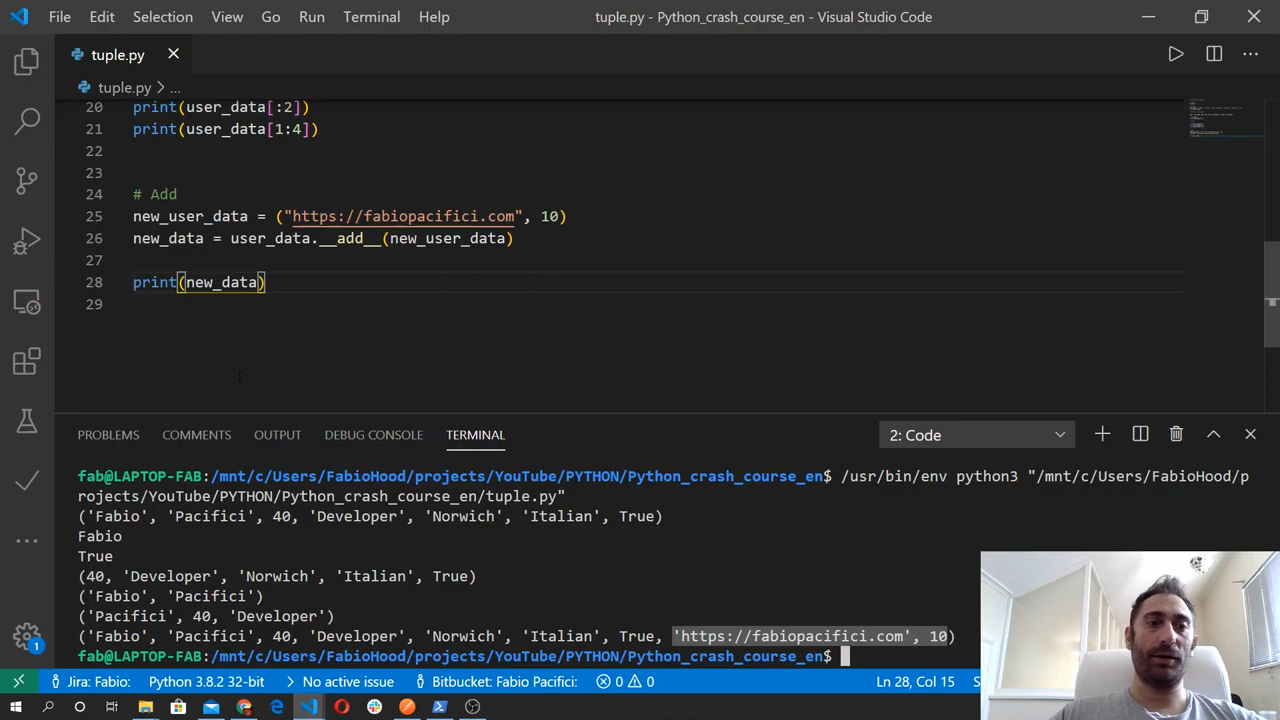 File Edit Selection View Go Run Terminal Help tuple.py - Python_crash_course_en - Visual Studio Code
tuple.py
tuple.py > ...
20 print(user_data[:2])
21 print(user_data[1:4])
22
23
24 # Add
25 new_user_data = ("https://fabiopacifici.com", 10)
26 new_data = user_data.__add__(new_user_data)
27
28 print(new_data)
29
PROBLEMS COMMENTS OUTPUT DEBUG CONSOLE TERMINAL 2: Code
fab@LAPTOP-FAB:/mnt/c/Users/FabioHood/projects/YouTube/PYTHON/Python_crash_course_en$ /usr/bin/env python3 "/mnt/c/Users/FabioHood/p
rojects/YouTube/PYTHON/Python_crash_course_en/tuple.py"
('Fabio', 'Pacifici', 40, 'Developer', 'Norwich', 'Italian', True)
Fabio
True
(40, 'Developer', 'Norwich', 'Italian', True)
('Fabio', 'Pacifici')
('Pacifici', 40, 'Developer')
('Fabio', 'Pacifici', 40, 'Developer', 'Norwich', 'Italian', True, 'https://fabiopacifici.com', 10)
fab@LAPTOP-FAB:/mnt/c/Users/FabioHood/projects/YouTube/PYTHON/Python_crash_course_en$
1
Jira: Fabio: Python 3.8.2 32-bit No active issue Bitbucket: Fabio Pacifici: 0 0 Ln 28, Col 15